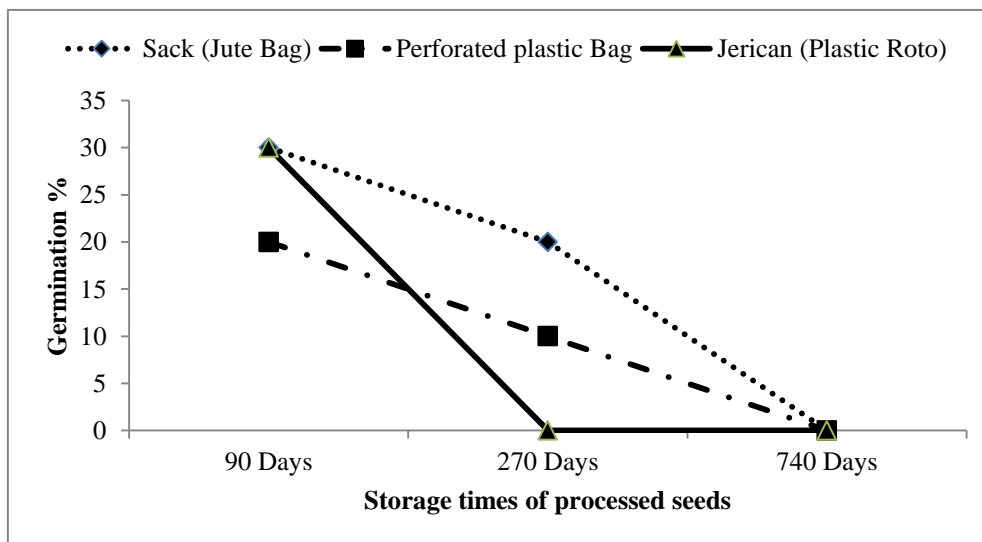 Sack (Jute Bag) Perforated plastic Bag Jerican (Plastic Roto)
35
30
25
20
15
10
5
0
Germination %
90 Days 270 Days 740 Days
Storage times of processed seeds